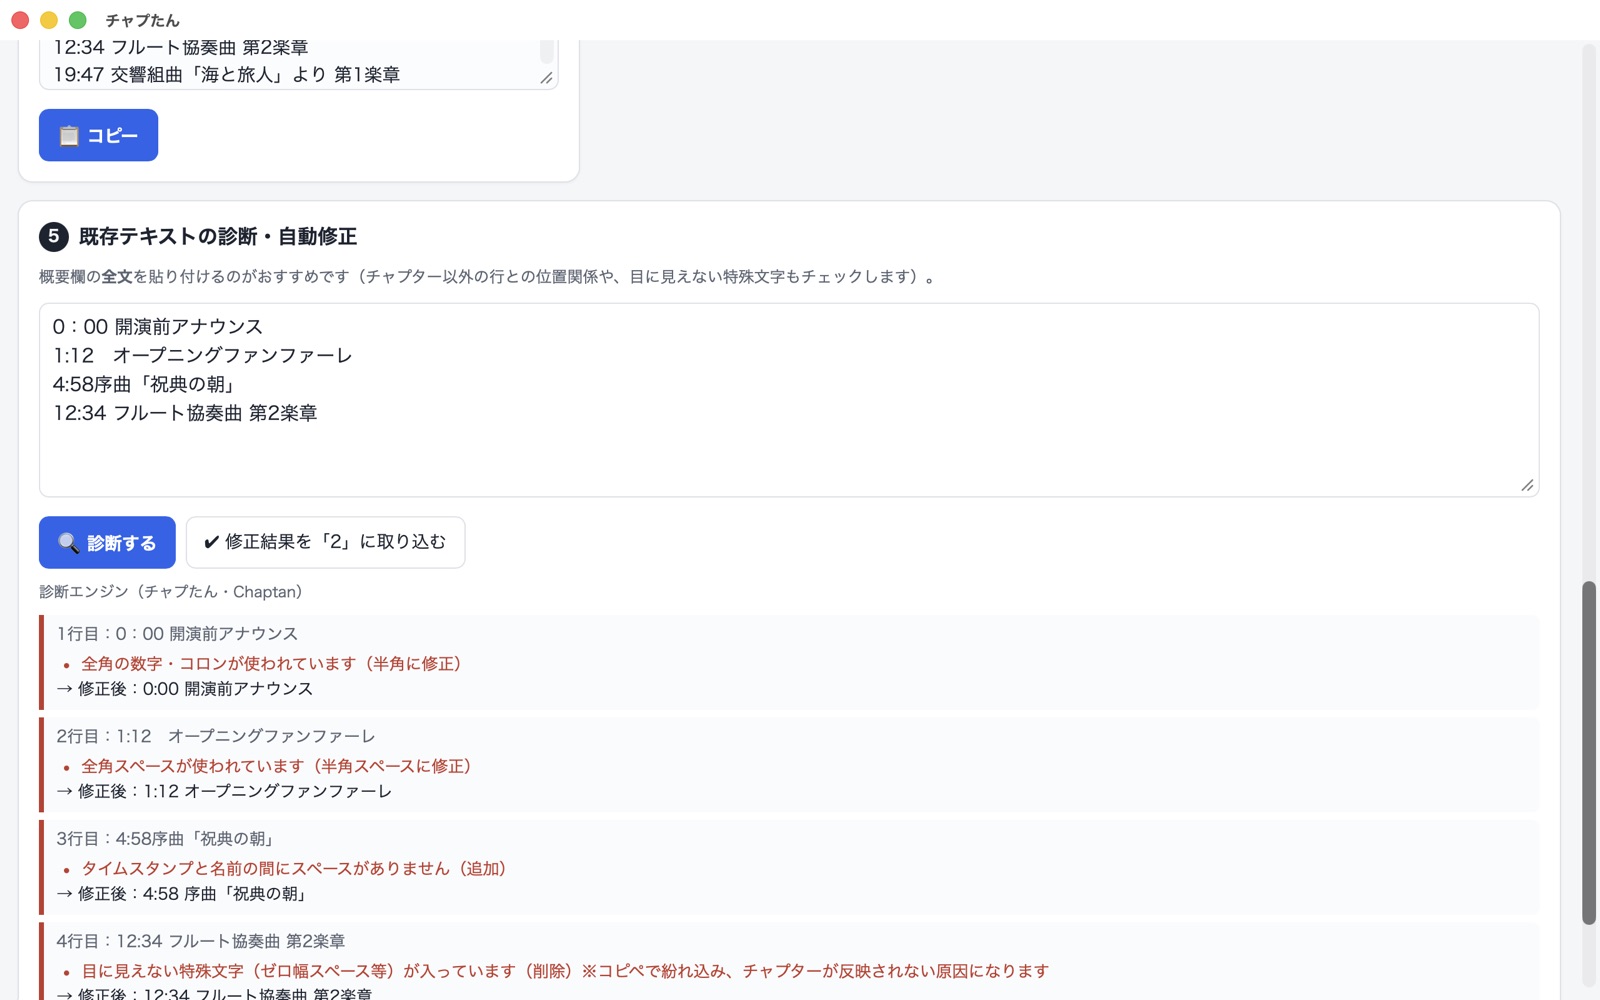 チャプたん
12:34 フルート協奏曲 第2楽章
19:47 交響組曲「海と旅人」より 第1楽章
📋 コピー
5 既存テキストの診断・自動修正
概要欄の全文を貼り付けるのがおすすめです（チャプター以外の行との位置関係や、目に見えない特殊文字もチェックします）。
0：00 開演前アナウンス
1:12　オープニングファンファーレ
4:58序曲「祝典の朝」
12:34 フルート協奏曲 第2楽章
🔍 診断する
✔ 修正結果を「2」に取り込む
診断エンジン（チャプたん・Chaptan）
1行目：0：00 開演前アナウンス
• 全角の数字・コロンが使われています（半角に修正）
→ 修正後：0:00 開演前アナウンス
2行目：1:12　オープニングファンファーレ
• 全角スペースが使われています（半角スペースに修正）
→ 修正後：1:12 オープニングファンファーレ
3行目：4:58序曲「祝典の朝」
• タイムスタンプと名前の間にスペースがありません（追加）
→ 修正後：4:58 序曲「祝典の朝」
4行目：12:34 フルート協奏曲 第2楽章
• 目に見えない特殊文字（ゼロ幅スペース等）が入っています（削除）※コピペで紛れ込み、チャプターが反映されない原因になります
→ 修正後：12:34 フルート協奏曲 第2楽章